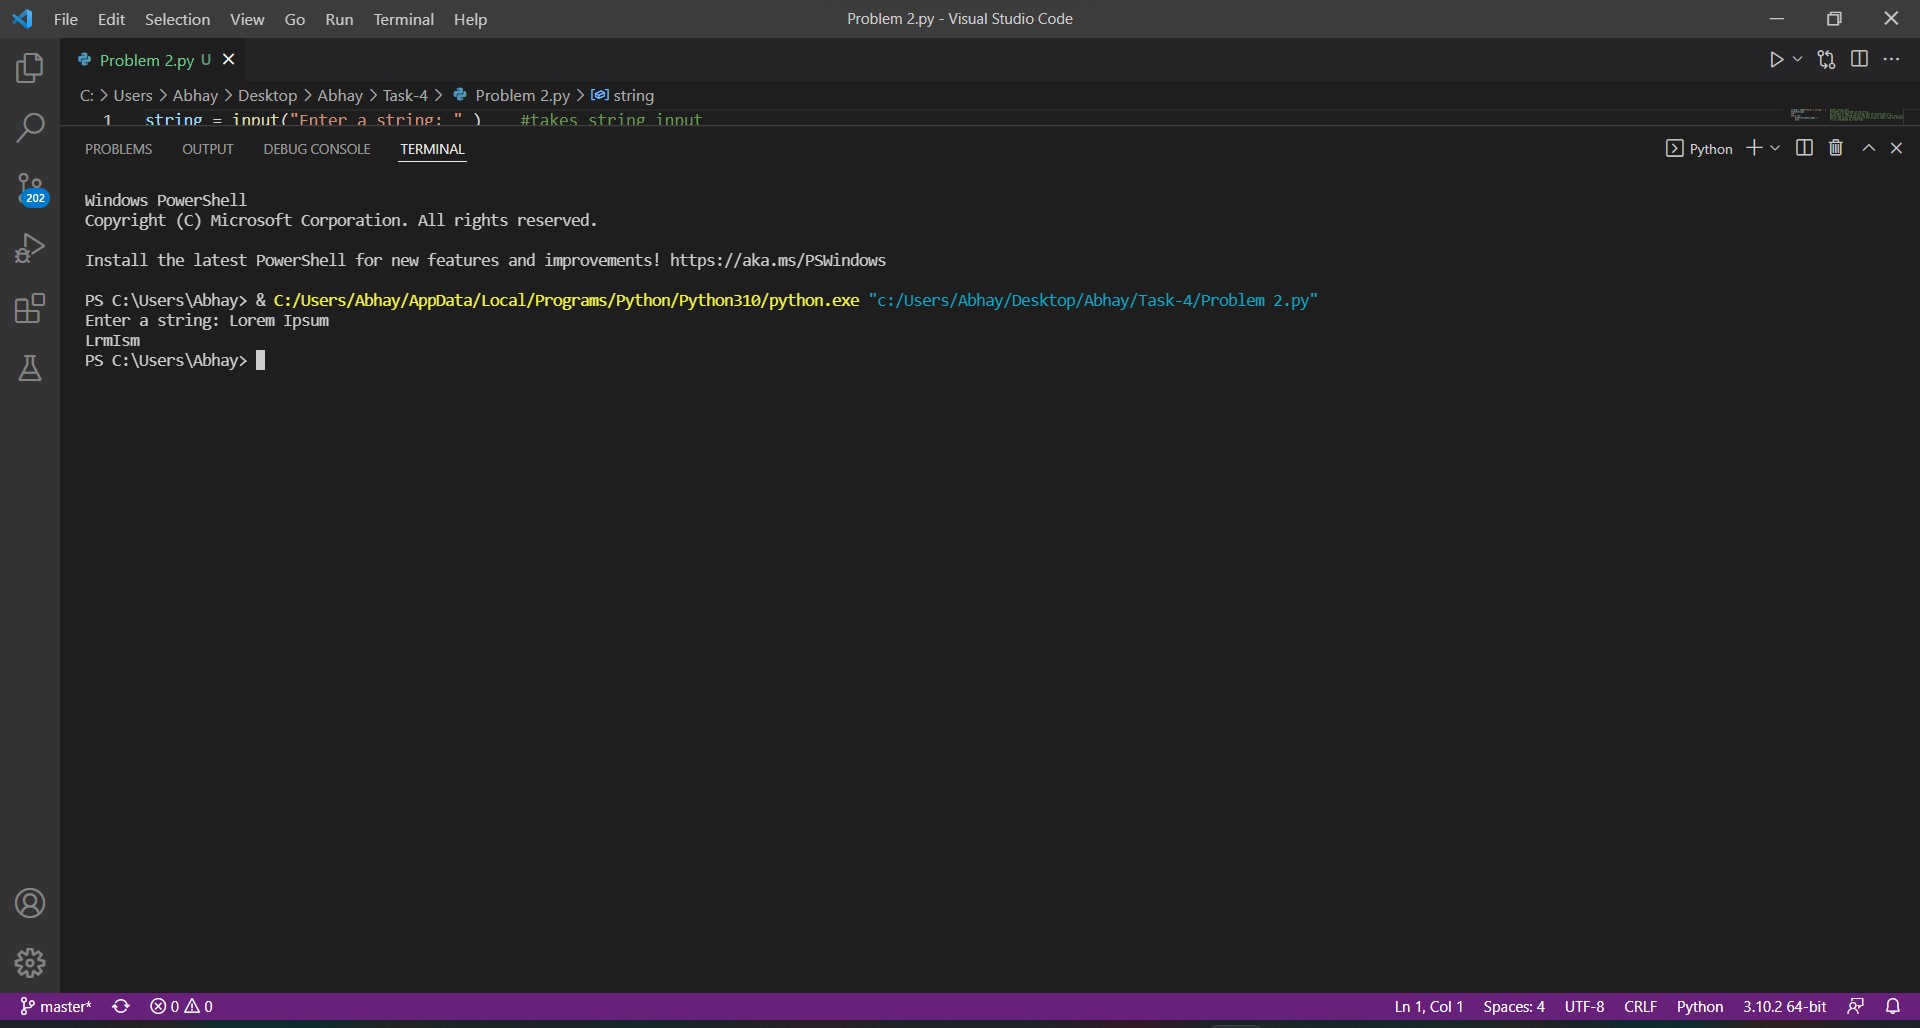 File Edit Selection View Go Run Terminal Help
Problem 2.py - Visual Studio Code
Problem 2.py U
C: > Users > Abhay > Desktop > Abhay > Task-4 > Problem 2.py > string
1 string = input("Enter a string: " ) #takes string input
PROBLEMS OUTPUT DEBUG CONSOLE TERMINAL
Python
Windows PowerShell
Copyright (C) Microsoft Corporation. All rights reserved.
Install the latest PowerShell for new features and improvements! https://aka.ms/PSWindows
PS C:\Users\Abhay> & C:/Users/Abhay/AppData/Local/Programs/Python/Python310/python.exe "c:/Users/Abhay/Desktop/Abhay/Task-4/Problem 2.py"
Enter a string: Lorem Ipsum
LrmIsm
PS C:\Users\Abhay>
202
master* 0 0
Ln 1, Col 1 Spaces: 4 UTF-8 CRLF Python 3.10.2 64-bit